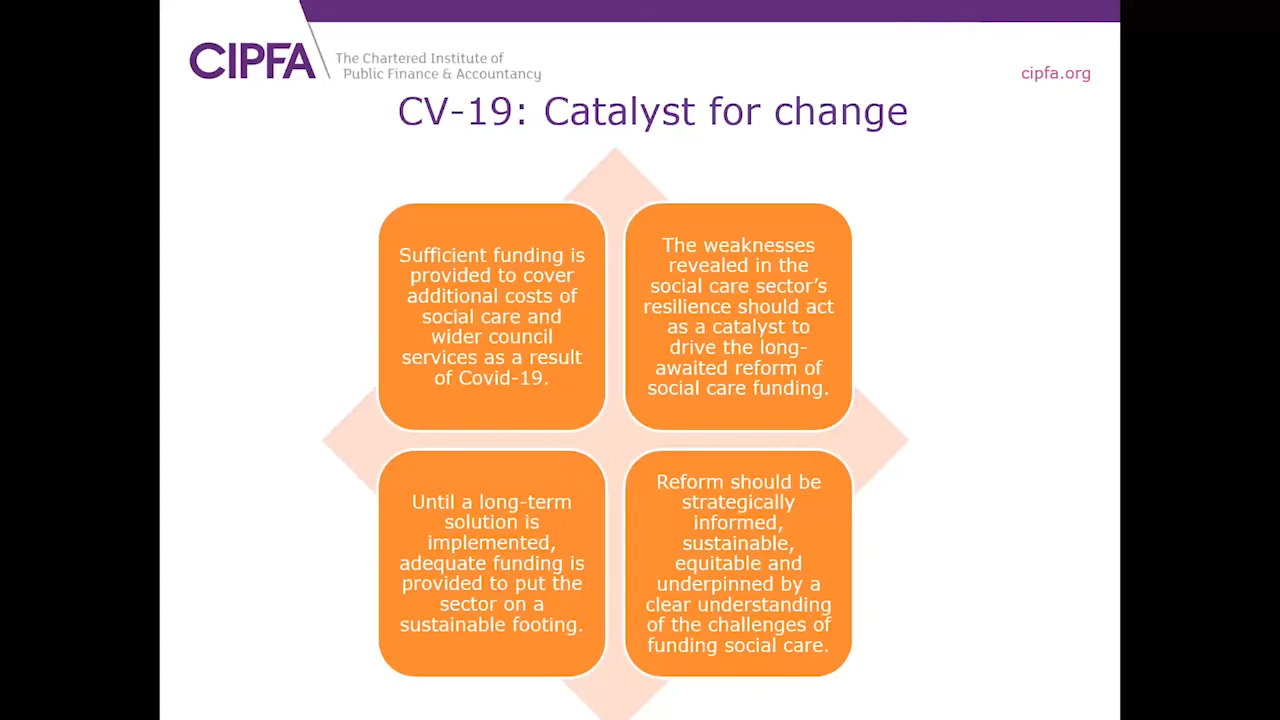 CIPFA
The Chartered Institute of
Public Finance & Accountancy
cipfa.org
CV-19: Catalyst for change
Sufficient funding is
provided to cover
additional costs of
social care and
wider council
services as a result
of Covid-19.
The weaknesses
revealed in the
social care sector’s
resilience should act
as a catalyst to
drive the long-
awaited reform of
social care funding.
Until a long-term
solution is
implemented,
adequate funding is
provided to put the
sector on a
sustainable footing.
Reform should be
strategically
informed,
sustainable,
equitable and
underpinned by a
clear understanding
of the challenges of
funding social care.